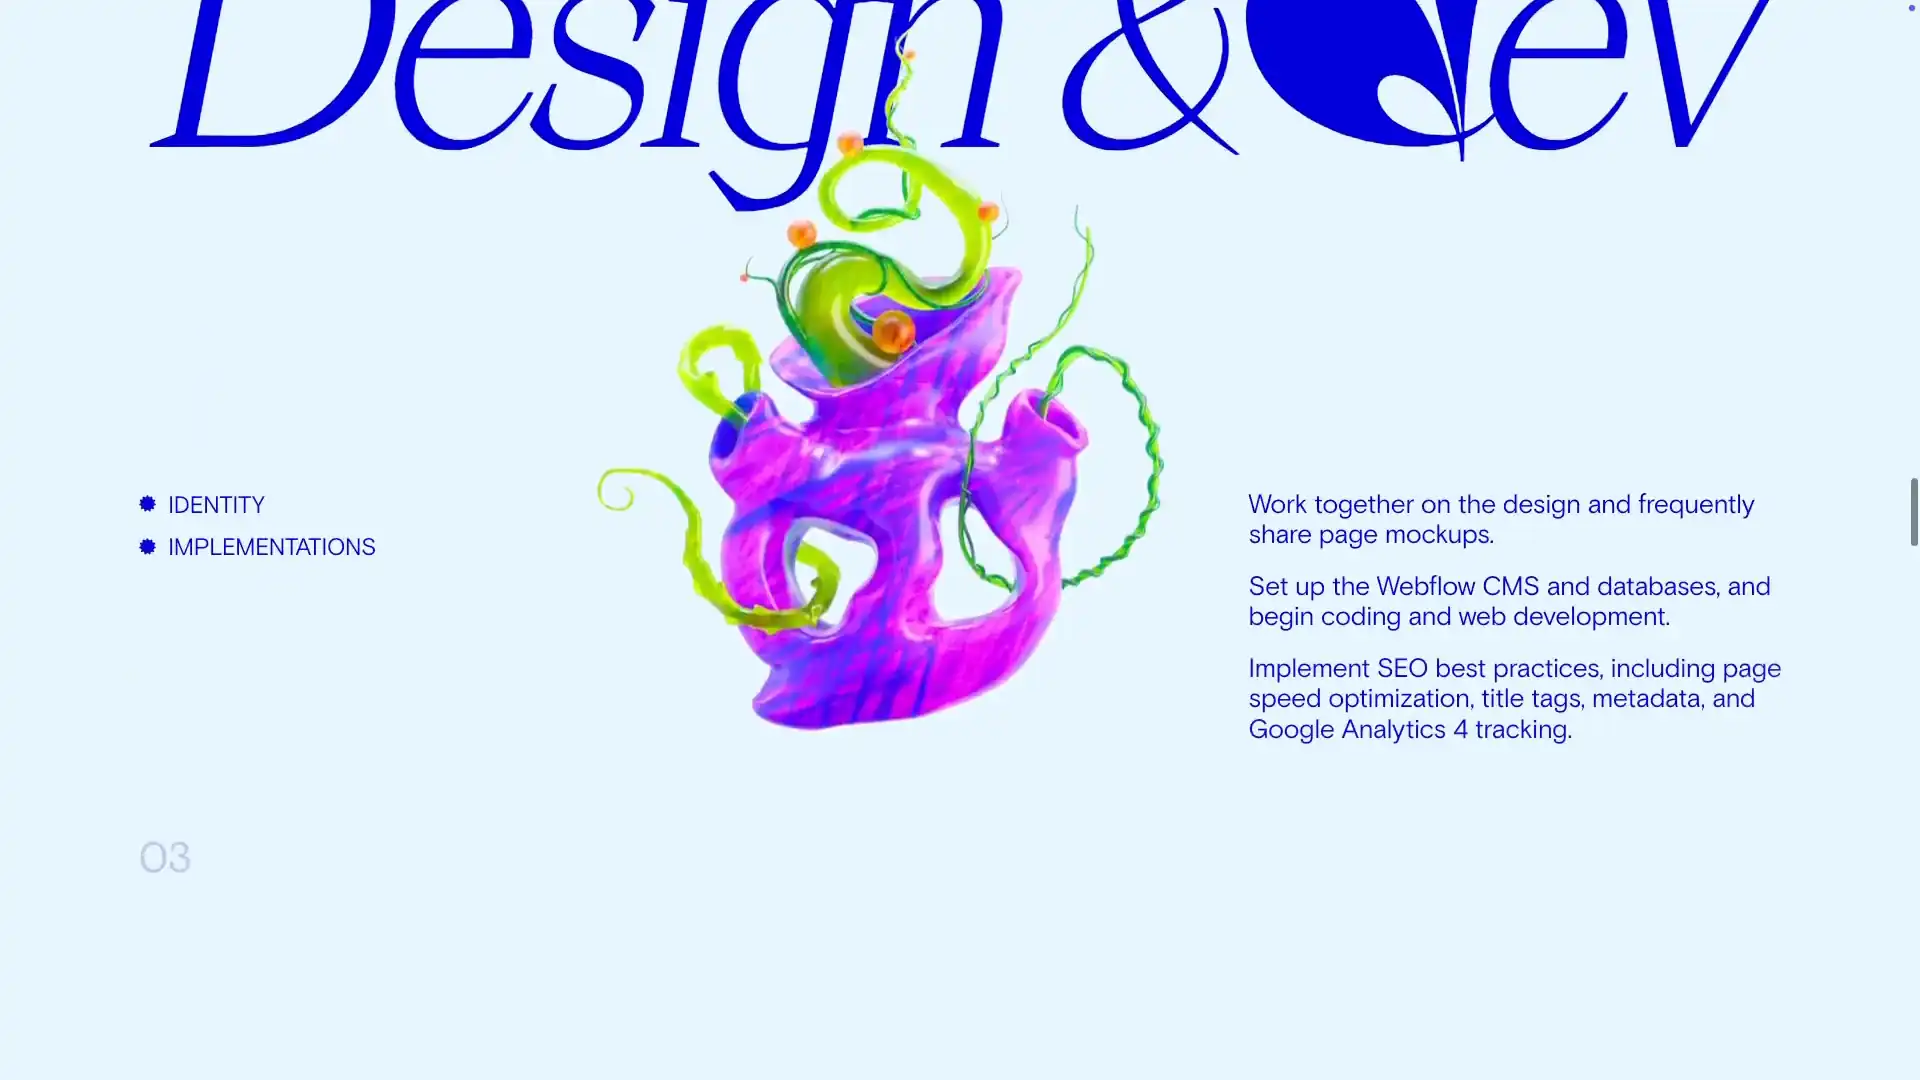 Design & dev
IDENTITY
IMPLEMENTATIONS
Work together on the design and frequently
share page mockups.
Set up the Webflow CMS and databases, and
begin coding and web development.
Implement SEO best practices, including page
speed optimization, title tags, metadata, and
Google Analytics 4 tracking.
03